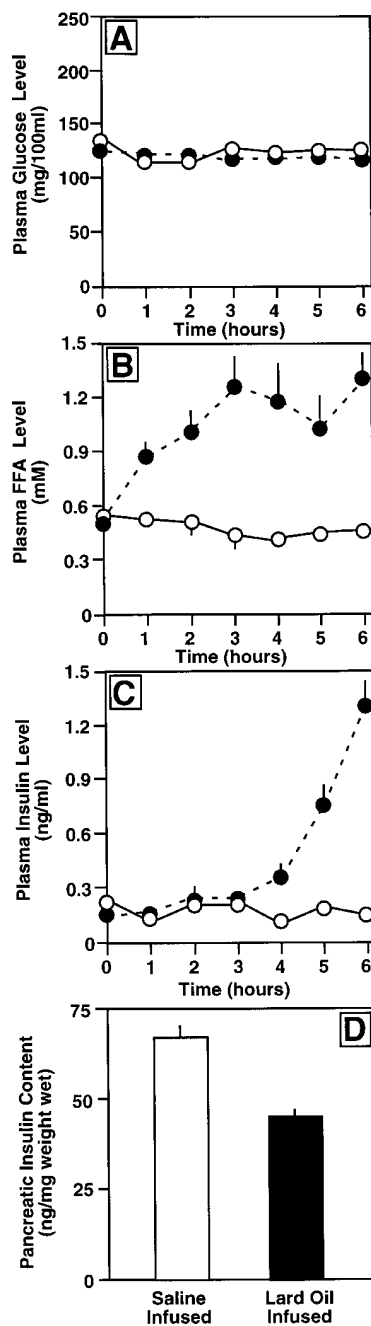 A
Plasma Glucose Level
(mg/100ml)
250
200
150
100
50
0
0 1 2 3 4 5 6
Time (hours)
B
Plasma FFA Level
(mM)
1.5
1.2
0.9
0.6
0.3
0
0 1 2 3 4 5 6
Time (hours)
C
Plasma Insulin Level
(ng/ml)
1.5
1.2
0.9
0.6
0.3
0
0 1 2 3 4 5 6
Time (hours)
D
Pancreatic Insulin Content
(ng/mg weight wet)
75
50
25
0
Saline
Infused
Lard Oil
Infused